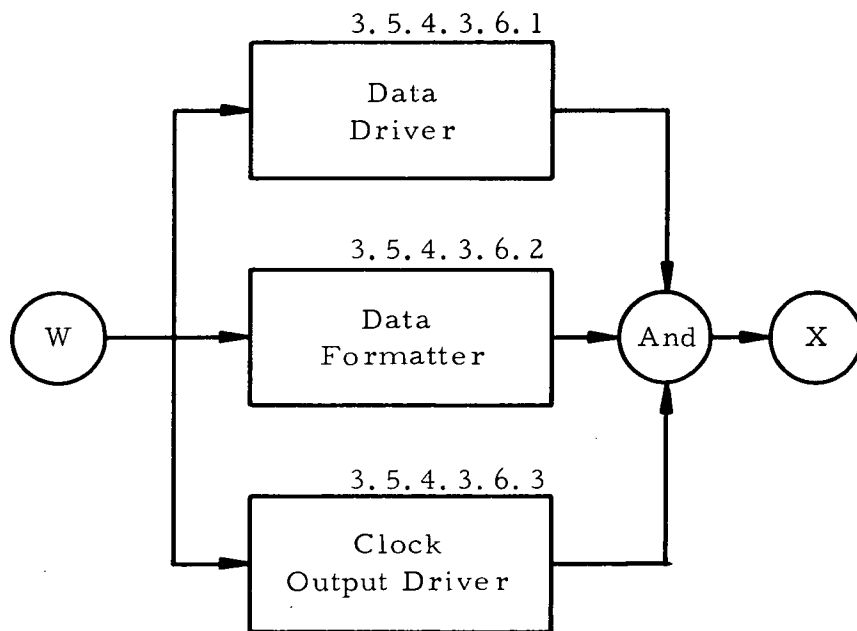 3.5.4.3.6.1
Data
Driver
3.5.4.3.6.2
W
Data
Formatter
And
X
3.5.4.3.6.3
Clock
Output Driver